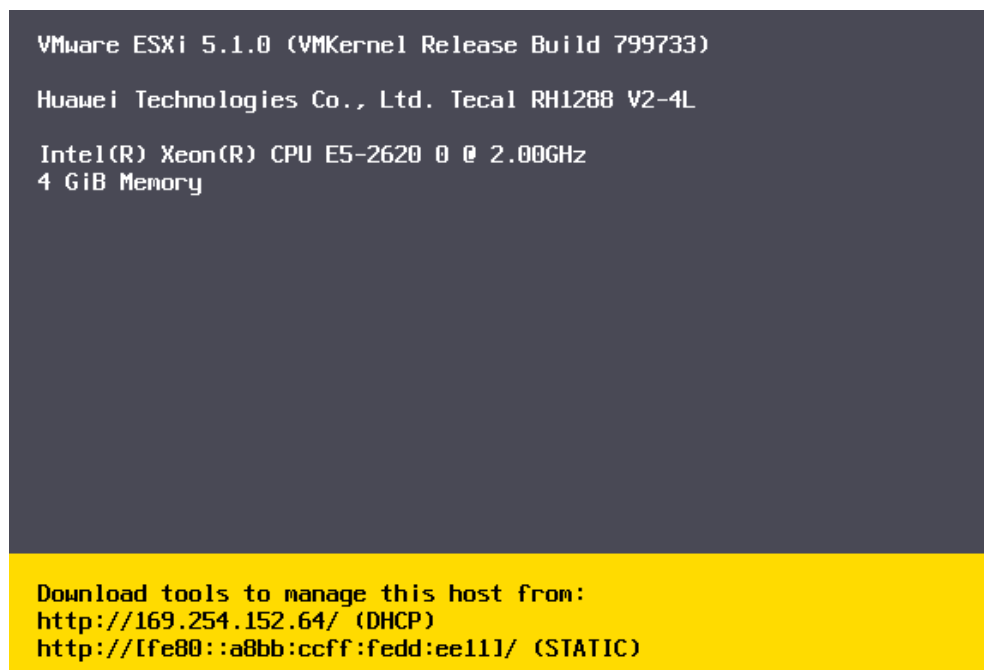 VMware ESXi 5.1.0 (VMKernel Release Build 799733)
Huawei Technologies Co., Ltd. Tecal RH1288 V2-4L
Intel(R) Xeon(R) CPU E5-2620 0 @ 2.00GHz
4 GiB Memory
Download tools to manage this host from:
http://169.254.152.64/ (DHCP)
http://[fe80::a8bb:ccff:fedd:ee11]/ (STATIC)